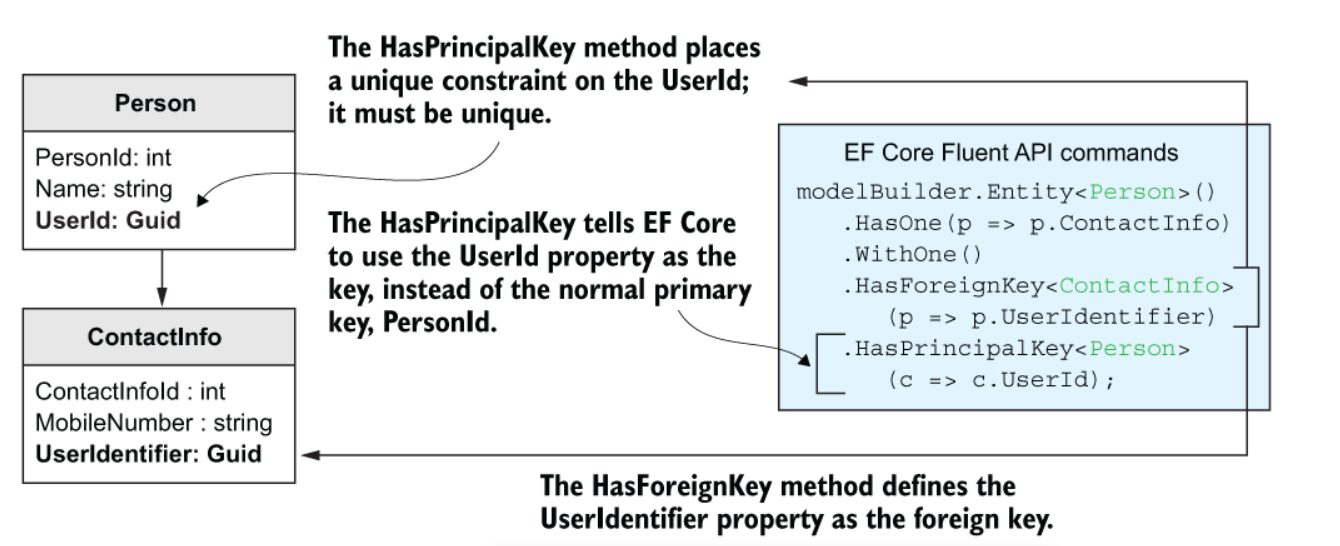 The HasPrincipalKey method places
a unique constraint on the UserId;
it must be unique.
Person
PersonId: int
Name: string
UserId: Guid
The HasPrincipalKey tells EF Core
to use the UserId property as the
key, instead of the normal primary
key, PersonId.
ContactInfo
ContactInfoId : int
MobileNumber : string
UserIdentifier: Guid
EF Core Fluent API commands
modelBuilder.Entity<Person>()
.HasOne(p => p.ContactInfo)
.WithOne()
.HasForeignKey<ContactInfo>
(p => p.UserIdentifier)
.HasPrincipalKey<Person>
(c => c.UserId);
The HasForeignKey method defines the
UserIdentifier property as the foreign key.